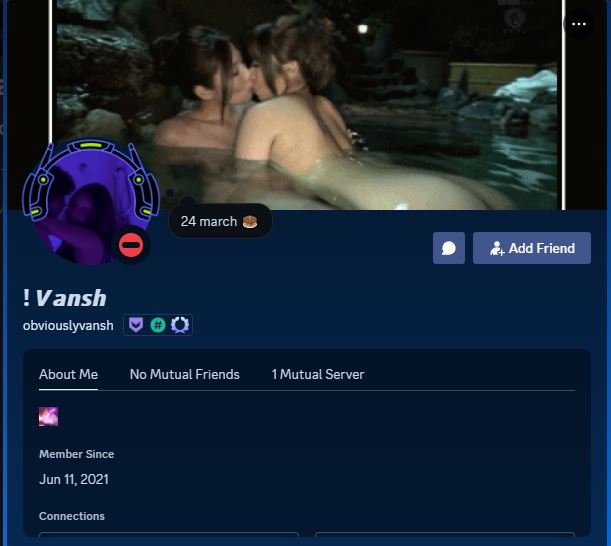 24 march
Add Friend
! Vansh
obviouslyvansh
#
About Me
No Mutual Friends
1 Mutual Server
Member Since
Jun 11, 2021
Connections